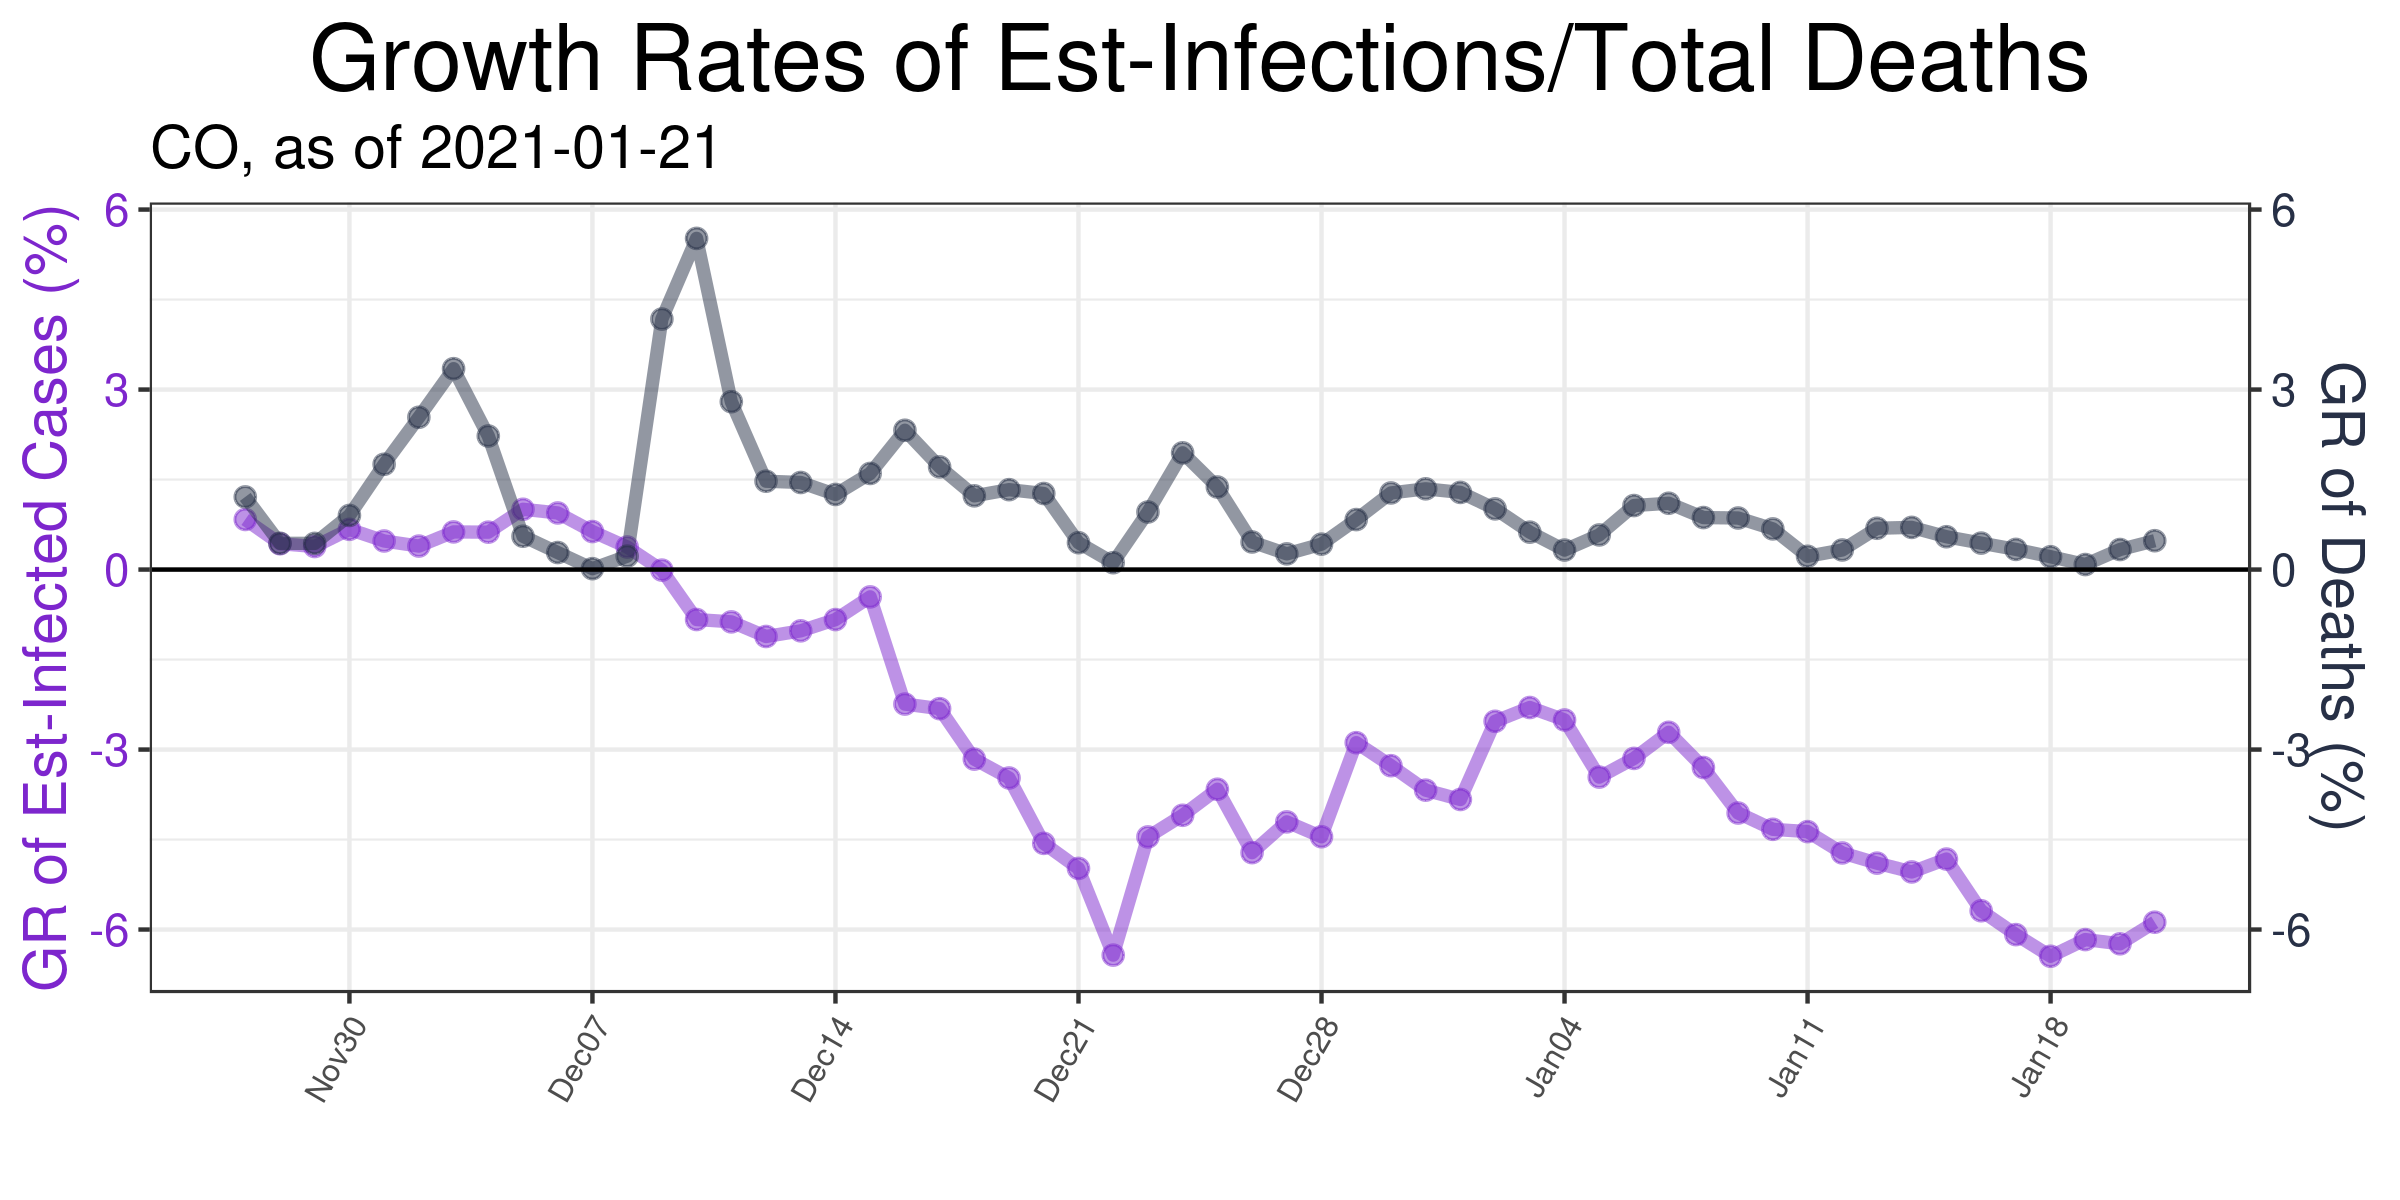 Growth Rates of Est-Infections/Total Deaths
CO, as of 2021-01-21
GR of Est-Infected Cases (%)
6
3
0
-3
-6
6
3
0
-3
-6
GR of Deaths (%)
Nov30
Dec07
Dec14
Dec21
Dec28
Jan04
Jan11
Jan18